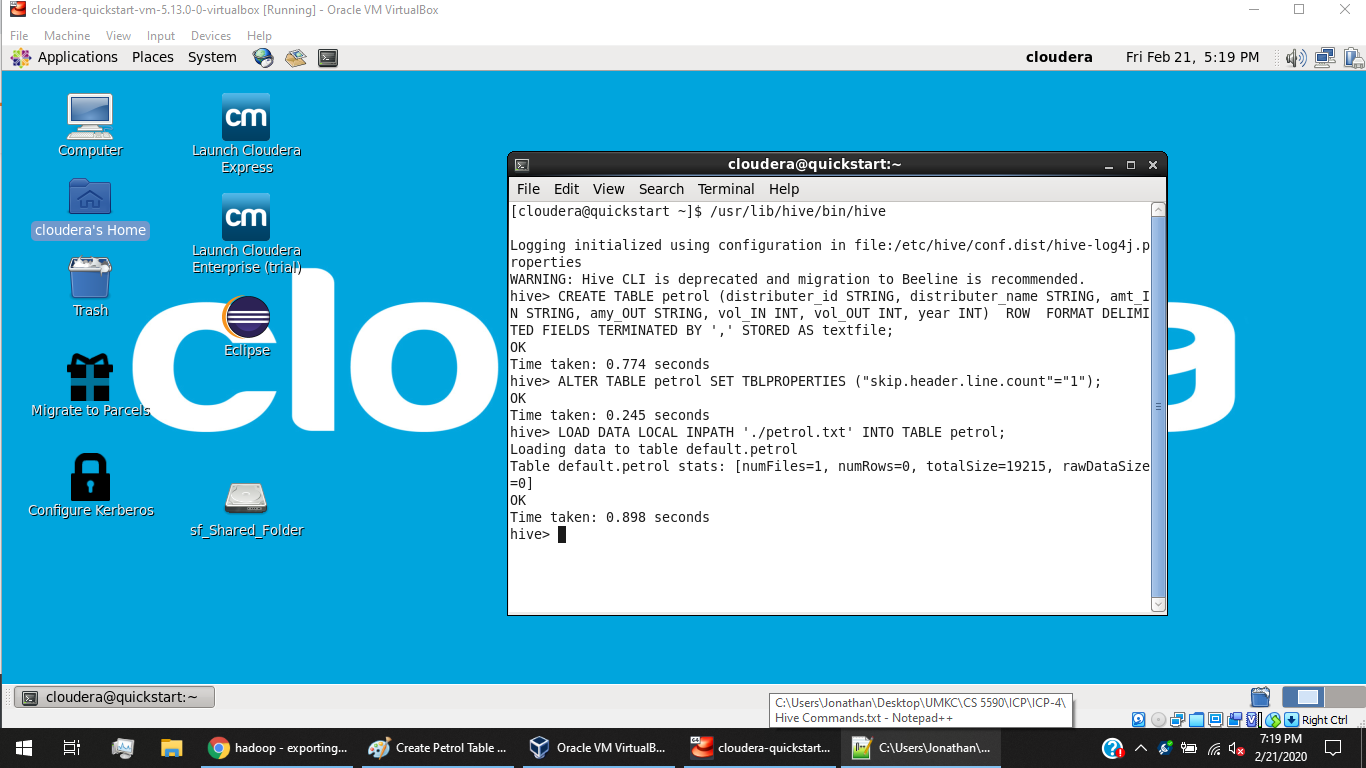 cloudera-quickstart-vm-5.13.0-0-virtualbox [Running] - Oracle VM VirtualBox
File Machine View Input Devices Help
Applications Places System
cloudera Fri Feb 21, 5:19 PM
Computer
cm
Launch Cloudera
Express
cloudera's Home
cm
Launch Cloudera
Enterprise (trial)
Trash
Eclipse
Migrate to Parcels
Configure Kerberos
sf_Shared_Folder
cloudera@quickstart:~
File Edit View Search Terminal Help
[cloudera@quickstart ~]$ /usr/lib/hive/bin/hive
Logging initialized using configuration in file:/etc/hive/conf.dist/hive-log4j.p
roperties
WARNING: Hive CLI is deprecated and migration to Beeline is recommended.
hive> CREATE TABLE petrol (distributer_id STRING, distributer_name STRING, amt_I
N STRING, amy_OUT STRING, vol_IN INT, vol_OUT INT, year INT)  ROW  FORMAT DELIMI
TED FIELDS TERMINATED BY ',' STORED AS textfile;
OK
Time taken: 0.774 seconds
hive> ALTER TABLE petrol SET TBLPROPERTIES ("skip.header.line.count"="1");
OK
Time taken: 0.245 seconds
hive> LOAD DATA LOCAL INPATH './petrol.txt' INTO TABLE petrol;
Loading data to table default.petrol
Table default.petrol stats: [numFiles=1, numRows=0, totalSize=19215, rawDataSize
=0]
OK
Time taken: 0.898 seconds
hive>
cloudera@quickstart:~
C:\Users\Jonathan\Desktop\UMKC\CS 5590\ICP\ICP-4\
Hive Commands.txt - Notepad++
Right Ctrl
hadoop - exporting...
Create Petrol Table ...
Oracle VM VirtualB...
cloudera-quickstart...
C:\Users\Jonathan\...
7:19 PM
2/21/2020